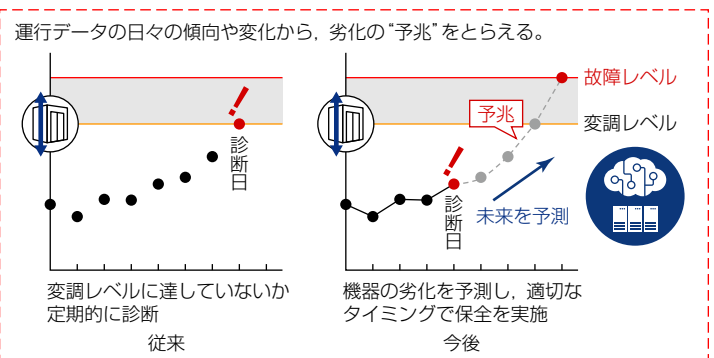 運行データの日々の傾向や変化から，劣化の“予兆”をとらえる。
診断日
変調レベルに達していないか
定期的に診断
従来
故障レベル
変調レベル
予兆
診断日
未来を予測
機器の劣化を予測し，適切な
タイミングで保全を実施
今後